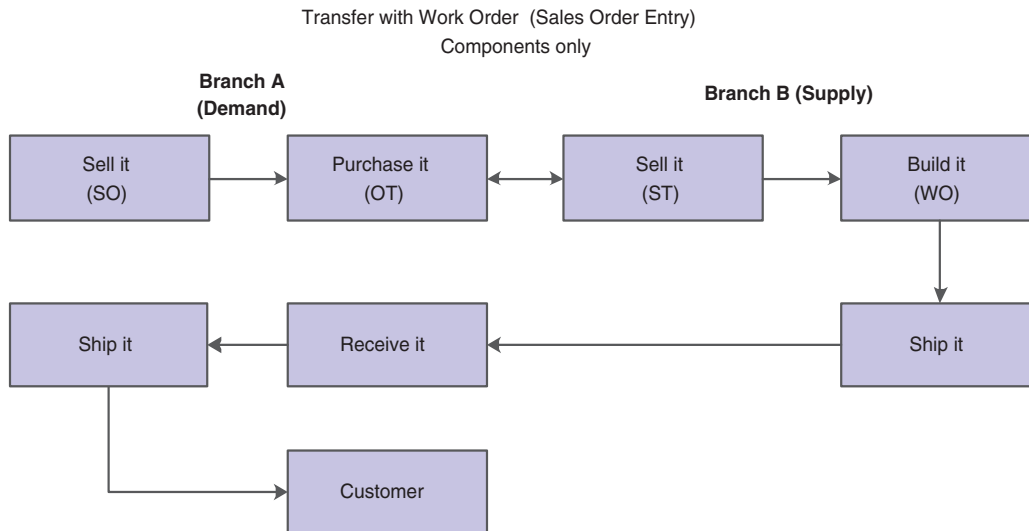 Transfer with Work Order (Sales Order Entry)
Components only
Branch A
(Demand)
Branch B (Supply)
Sell it
(SO)
Purchase it
(OT)
Sell it
(ST)
Build it
(WO)
Ship it
Receive it
Ship it
Customer